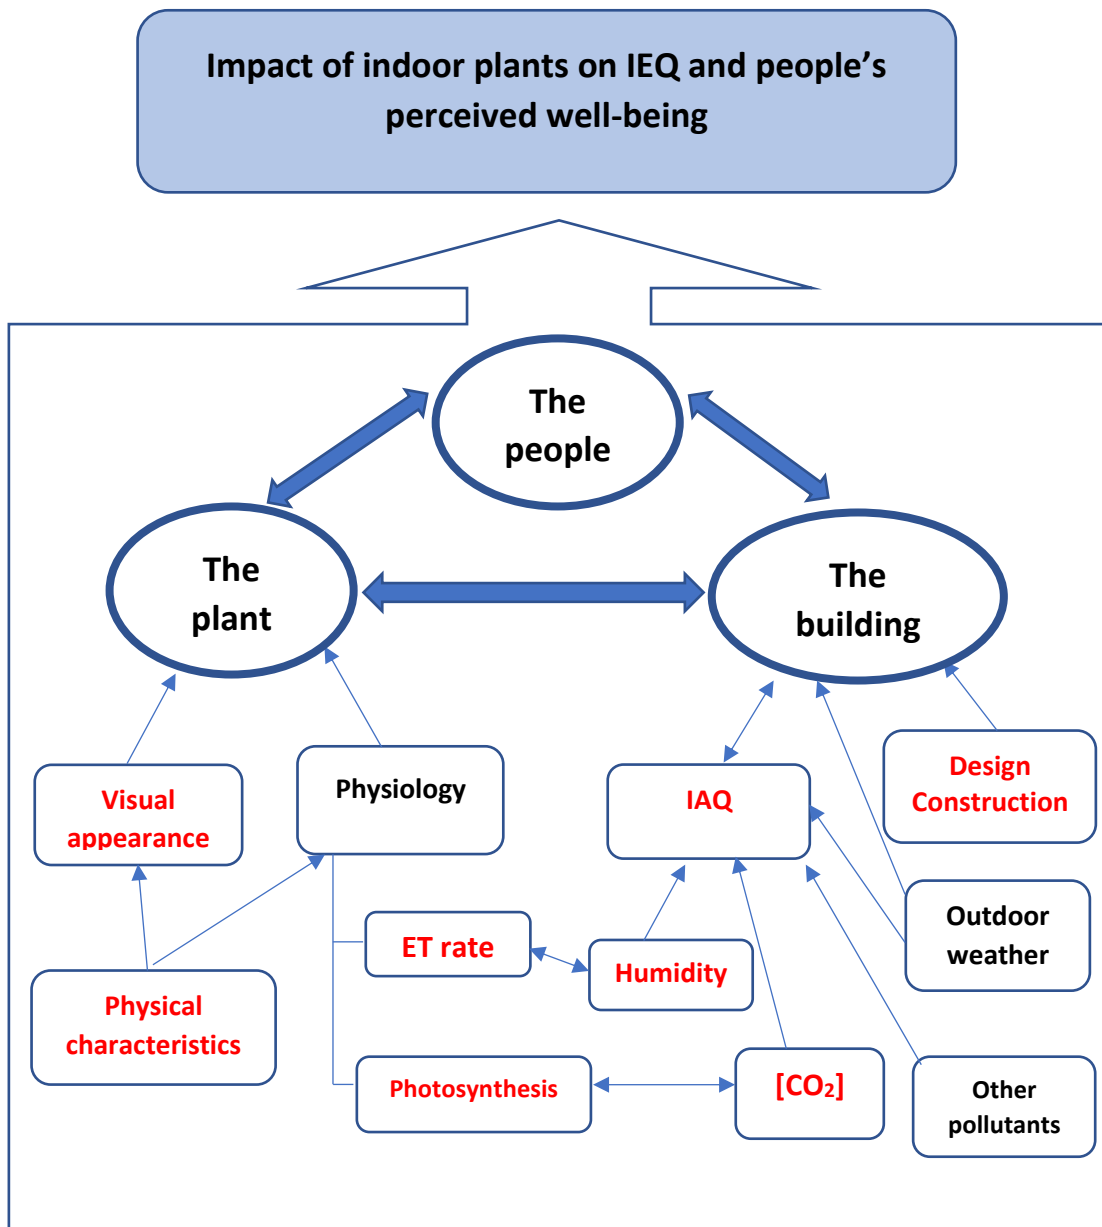 Impact of indoor plants on IEQ and people’s
perceived well-being
The
people
The
plant
The
building
Visual
appearance
Physiology
IAQ
Design
Construction
ET rate
Humidity
Outdoor
weather
Physical
characteristics
Photosynthesis
[CO₂]
Other
pollutants